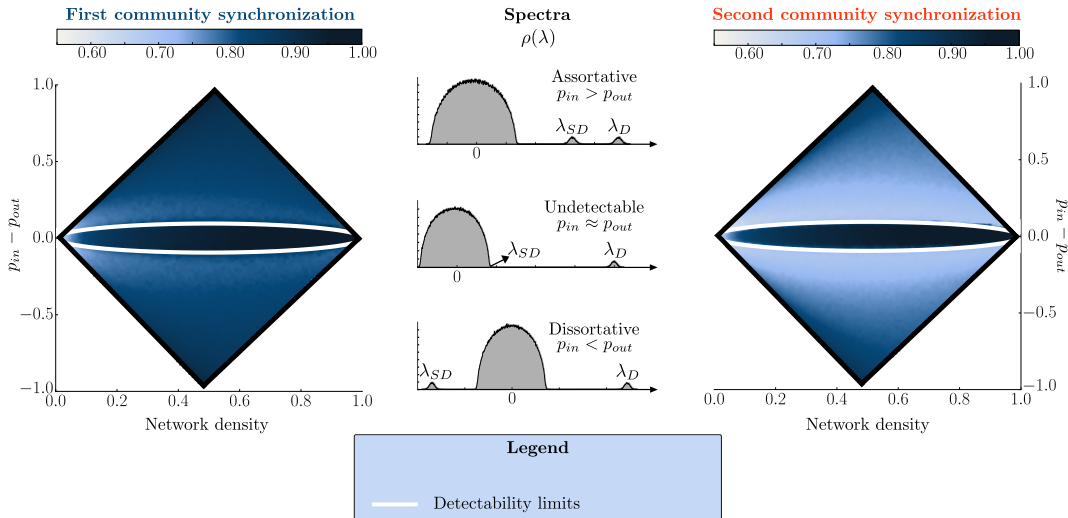 First community synchronization
0.60 0.70 0.80 0.90 1.00
1.0
0.5
0.0
−0.5
−1.0
p_in − p_out
0.0 0.2 0.4 0.6 0.8 1.0
Network density
Spectra
ρ(λ)
Assortative
p_in > p_out
λ_SD λ_D
0
Undetectable
p_in ≈ p_out
λ_SD λ_D
0
Dissortative
p_in < p_out
λ_SD λ_D
0
Second community synchronization
0.60 0.70 0.80 0.90 1.00
1.0
0.5
0.0
−0.5
−1.0
p_in − p_out
0.0 0.2 0.4 0.6 0.8 1.0
Network density
Legend
Detectability limits